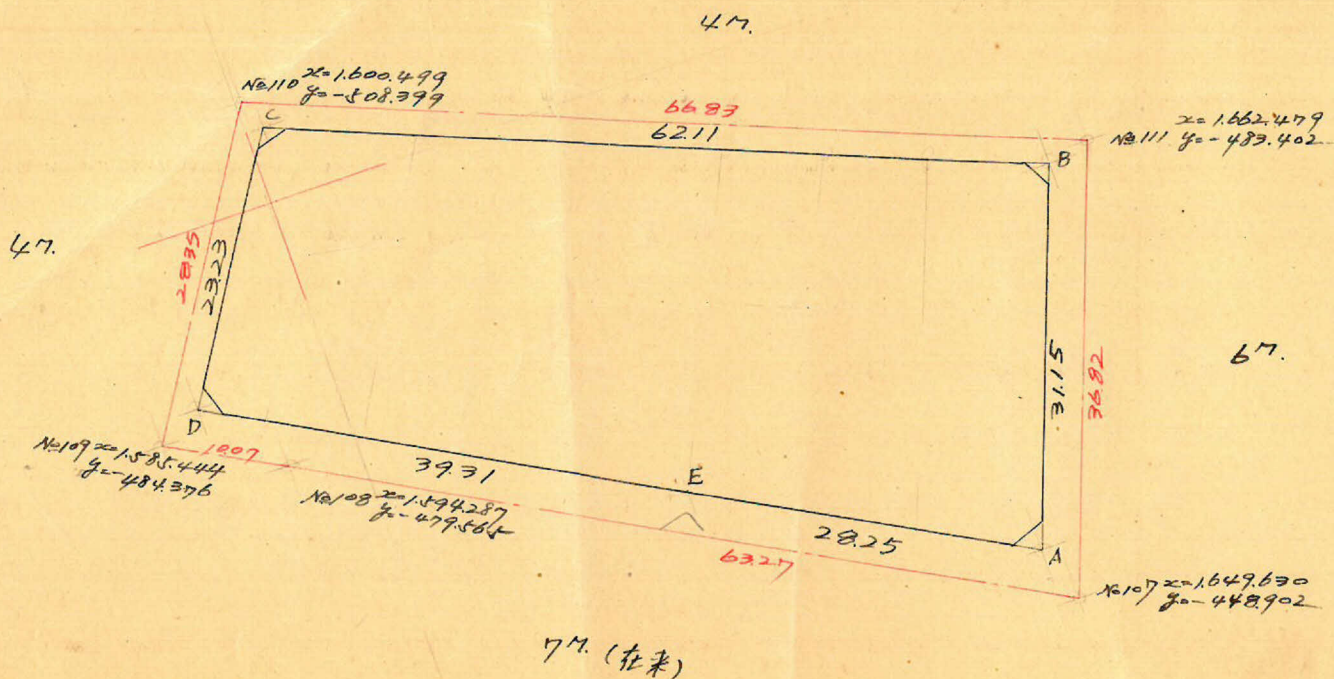 4M.
No.110 x=1.600.499
y=-508.399
66.83
62.11
x=1.662.479
No.111 y=-483.402
C
B
4M.
28.35
23.23
31.15
36.82
6M.
D
No.109 x=1.585.444
y=-484.376
10.07
39.31
E
No.108 x=1.594.287
y=-479.565
28.25
A
63.27
No.107 x=1.649.630
y=-448.902
7M. (在来)